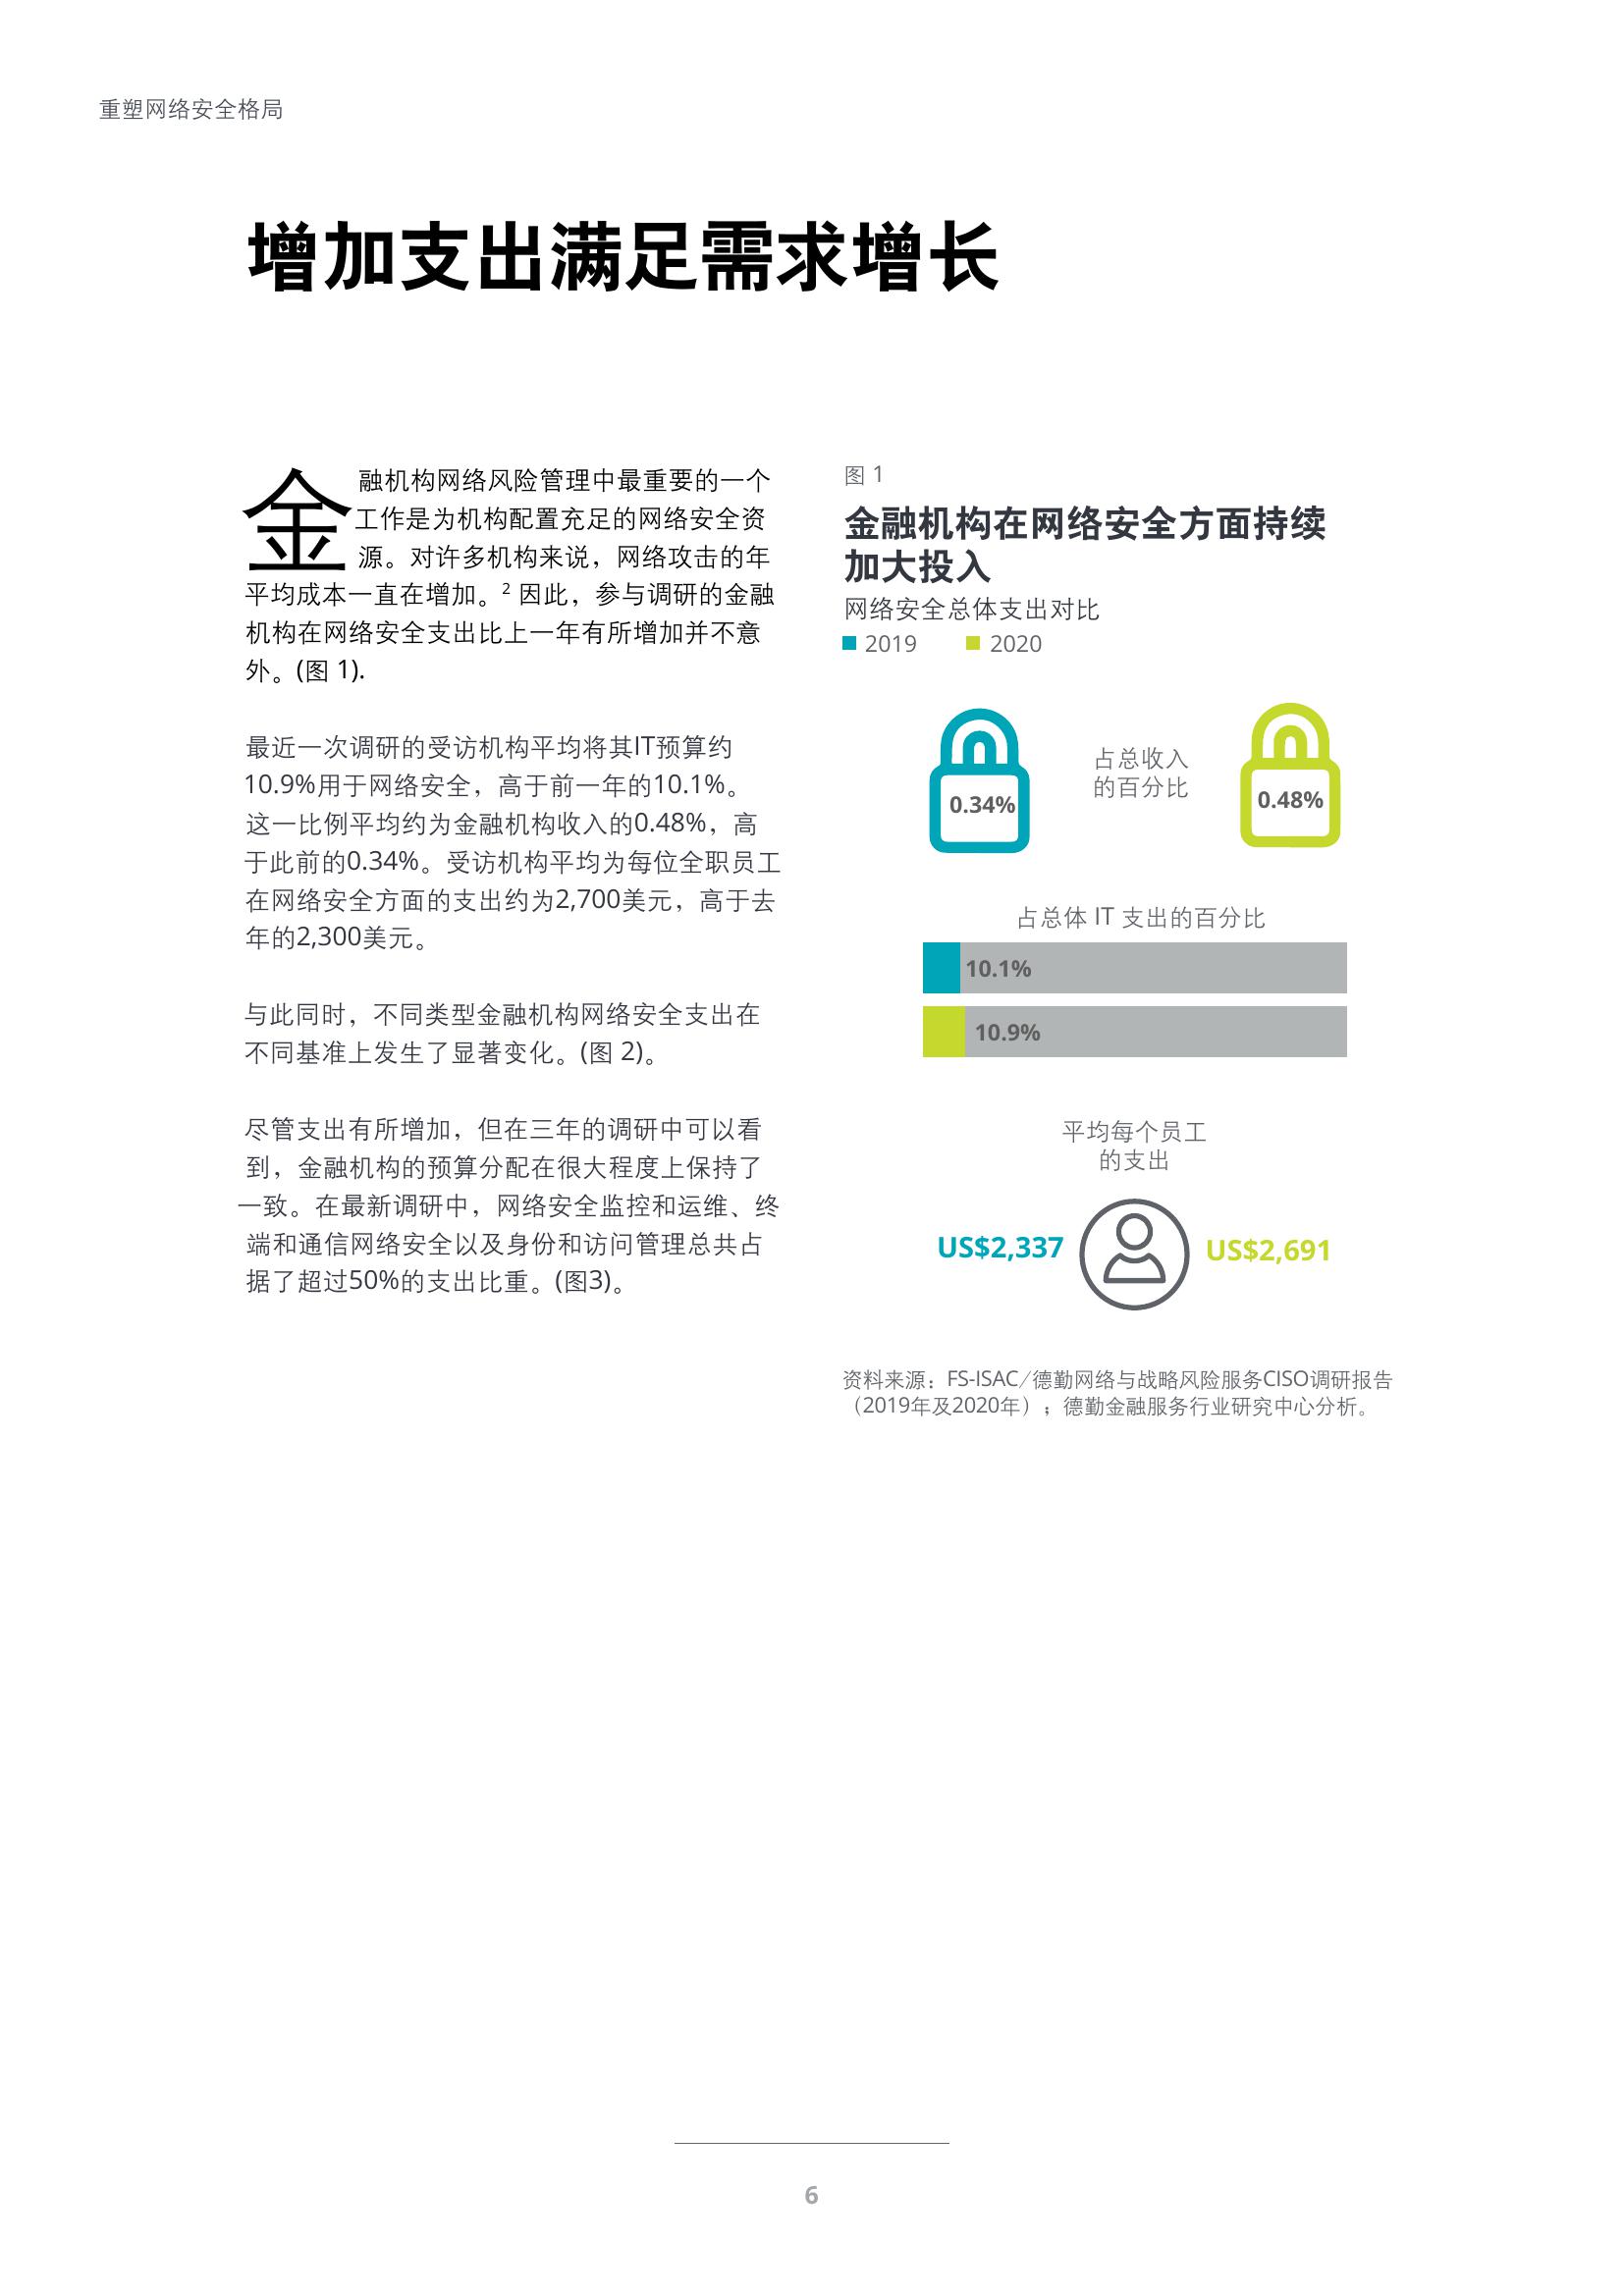 重塑网络安全格局
增加支出满足需求增长
金融机构网络风险管理中最重要的一个
工作是为机构配置充足的网络安全资
源。对许多机构来说，网络攻击的年
平均成本一直在增加。² 因此，参与调研的金融
机构在网络安全支出比上一年有所增加并不意
外。(图 1).
最近一次调研的受访机构平均将其IT预算约
10.9%用于网络安全，高于前一年的10.1%。
这一比例平均约为金融机构收入的0.48%，高
于此前的0.34%。受访机构平均为每位全职员工
在网络安全方面的支出约为2,700美元，高于去
年的2,300美元。
与此同时，不同类型金融机构网络安全支出在
不同基准上发生了显著变化。(图 2)。
尽管支出有所增加，但在三年的调研中可以看
到，金融机构的预算分配在很大程度上保持了
一致。在最新调研中，网络安全监控和运维、终
端和通信网络安全以及身份和访问管理总共占
据了超过50%的支出比重。(图3)。
图 1
金融机构在网络安全方面持续
加大投入
网络安全总体支出对比
2019 2020
占总收入
的百分比
0.34% 0.48%
占总体 IT 支出的百分比
10.1%
10.9%
平均每个员工
的支出
US$2,337 US$2,691
资料来源：FS-ISAC/德勤网络与战略风险服务CISO调研报告
（2019年及2020年）；德勤金融服务行业研究中心分析。
6